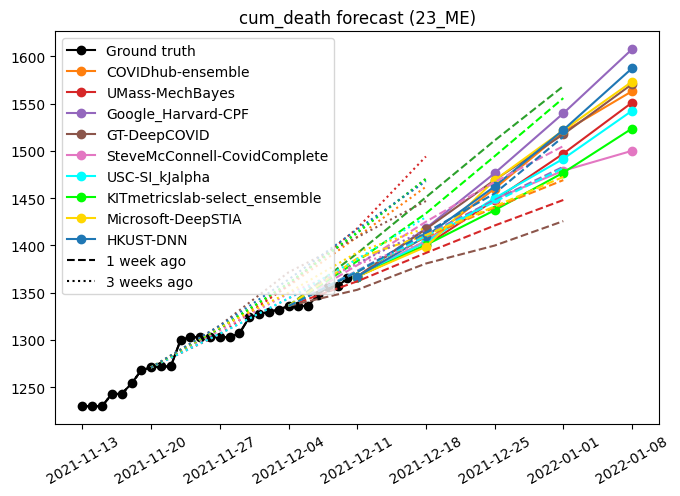 cum_death forecast (23_ME)
1600
1550
1500
1450
1400
1350
1300
1250
Ground truth
COVIDhub-ensemble
UMass-MechBayes
Google_Harvard-CPF
GT-DeepCOVID
SteveMcConnell-CovidComplete
USC-SI_kJalpha
KITmetricslab-select_ensemble
Microsoft-DeepSTIA
HKUST-DNN
1 week ago
3 weeks ago
2021-11-13
2021-11-20
2021-11-27
2021-12-04
2021-12-11
2021-12-18
2021-12-25
2022-01-01
2022-01-08